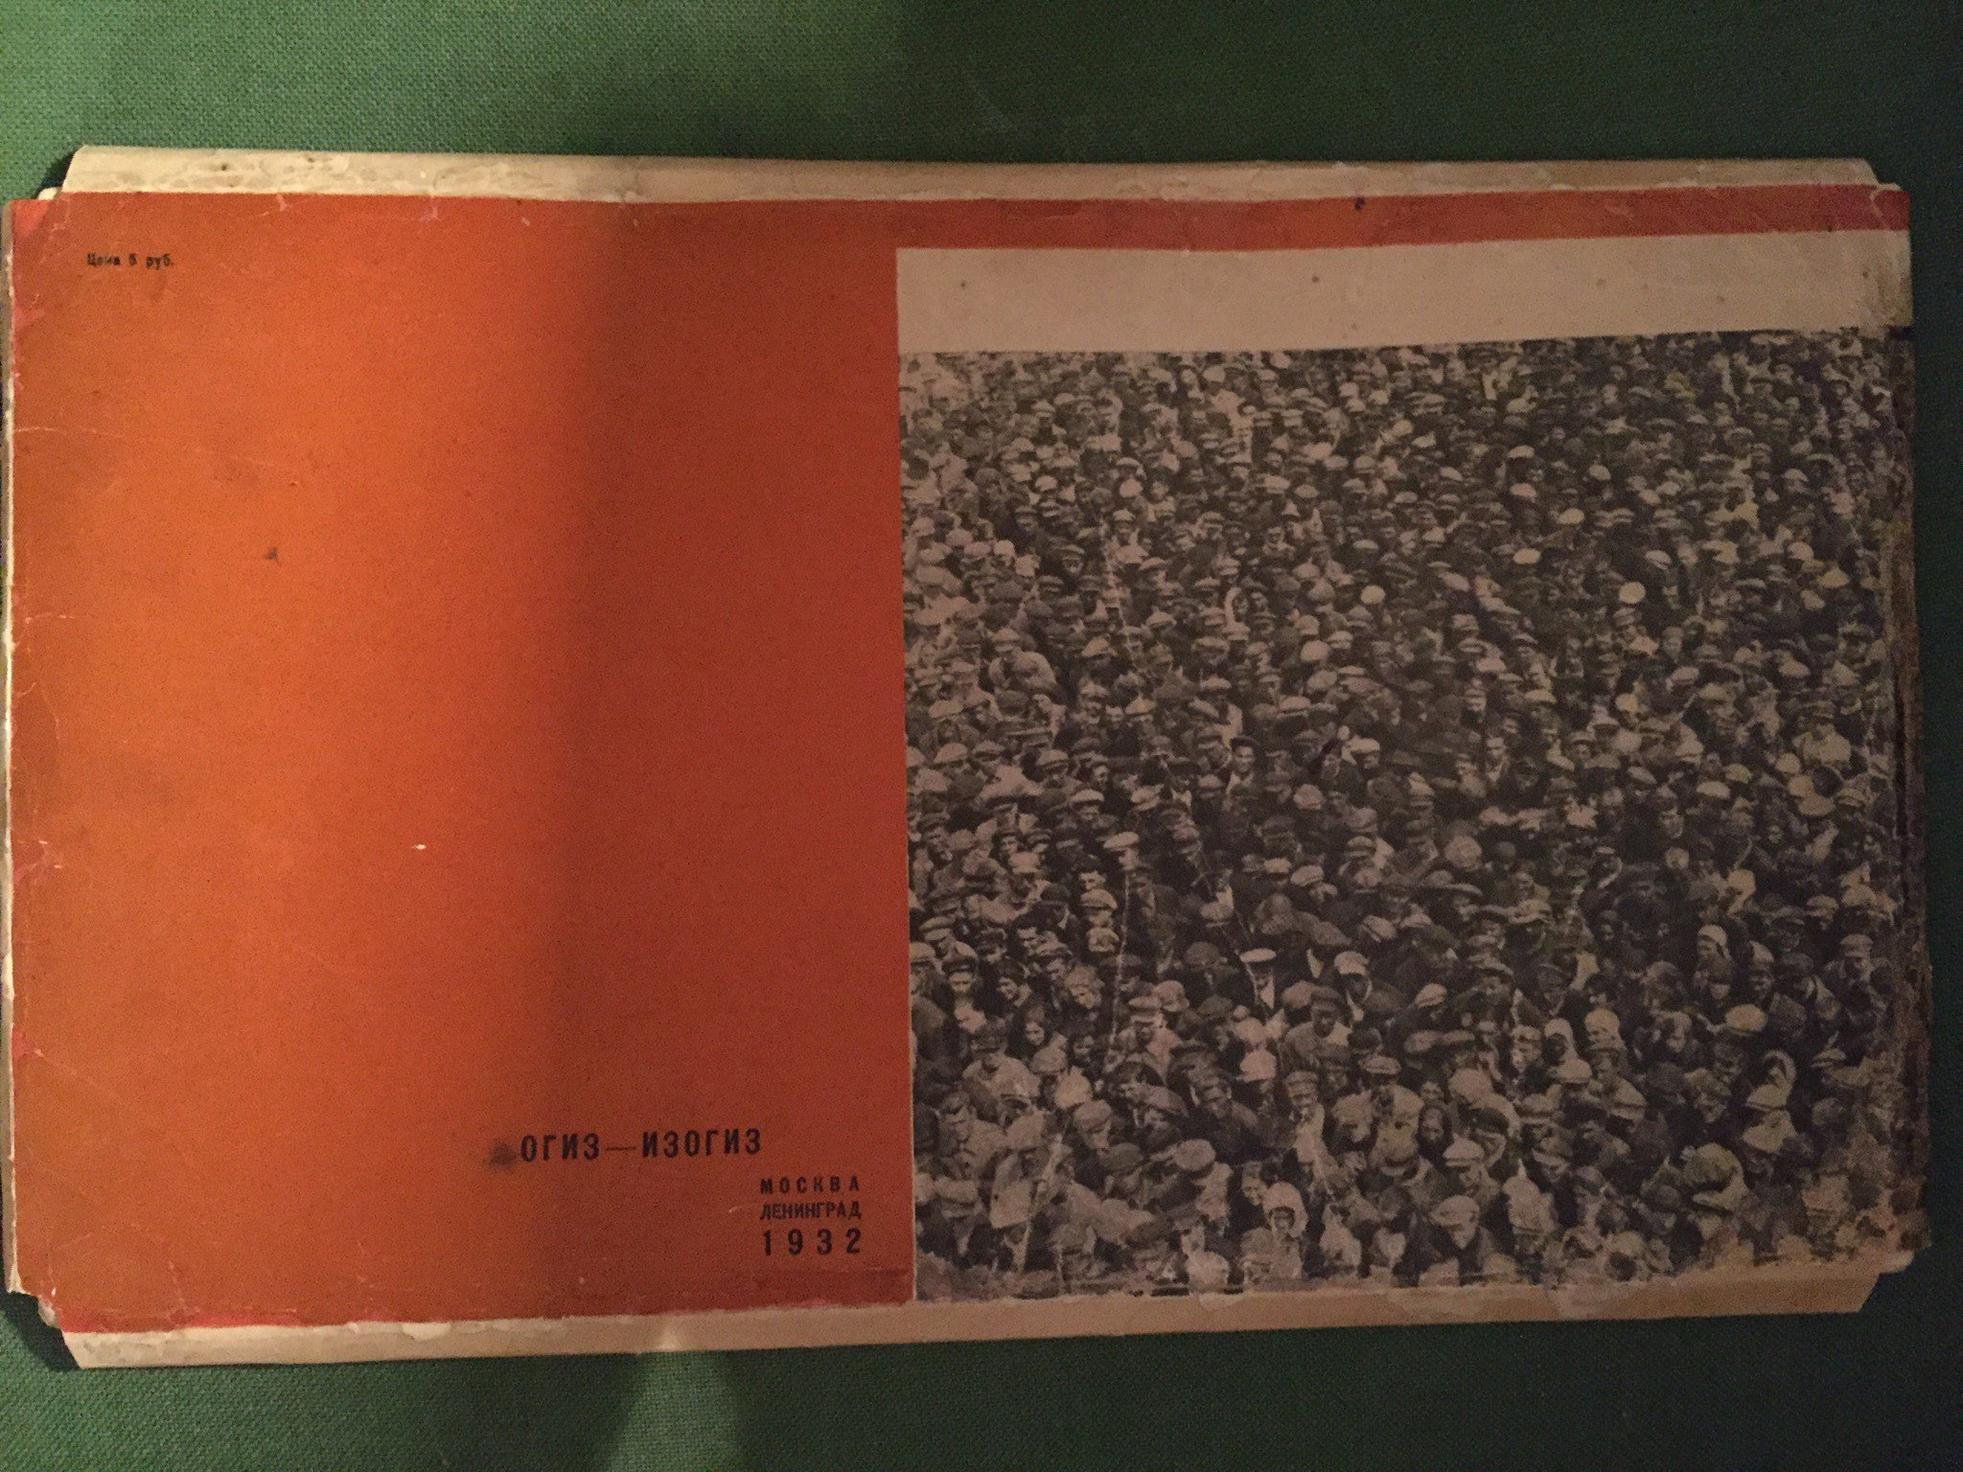 Цена 5 руб.
ОГИЗ—ИЗОГИЗ
МОСКВА
ЛЕНИНГРАД
1932